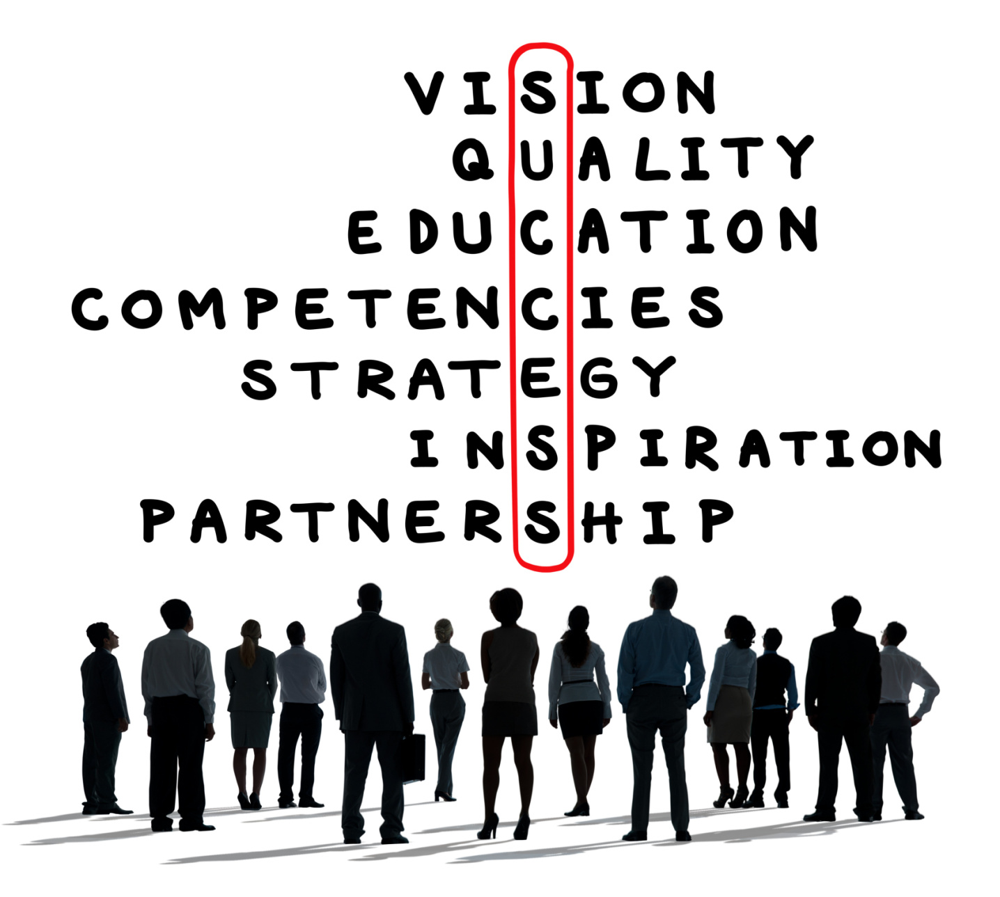 VISION
QUALITY
EDUCATION
COMPETENCIES
STRATEGY
INSPIRATION
PARTNERSHIP